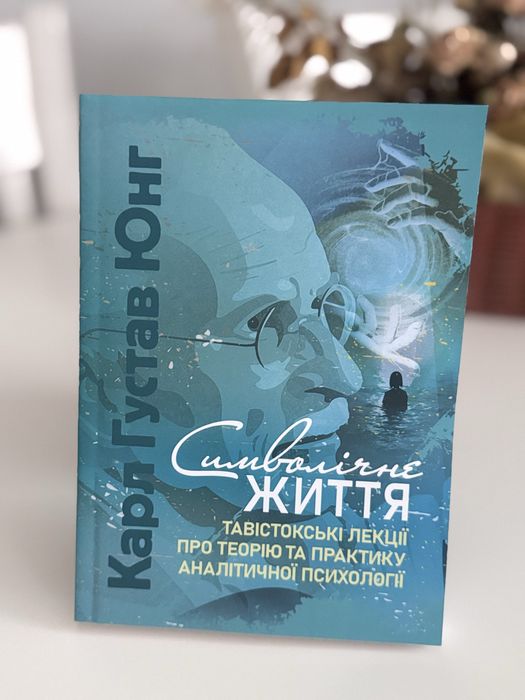 Карл Густав Юнг
Символічне
ЖИТТЯ
ТАВІСТОКСЬКІ ЛЕКЦІЇ
ПРО ТЕОРІЮ ТА ПРАКТИКУ
АНАЛІТИЧНОЇ ПСИХОЛОГІЇ